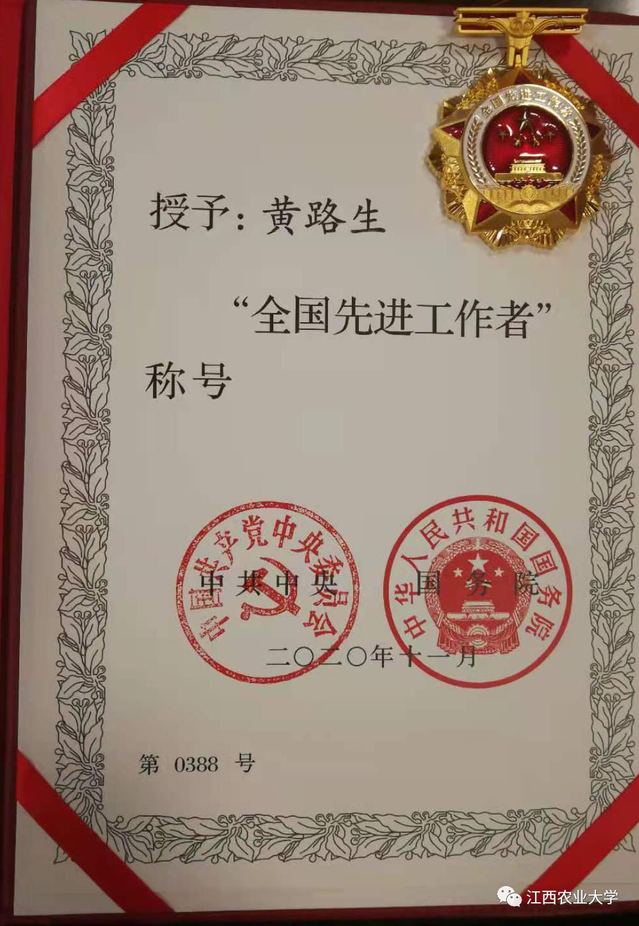 全国先进工作者
授予：黄路生
“全国先进工作者”
称号
中国共产党中央委员会
中华人民共和国国务院
中共中央 国务院
二〇二〇年十一月
第 0388 号
江西农业大学